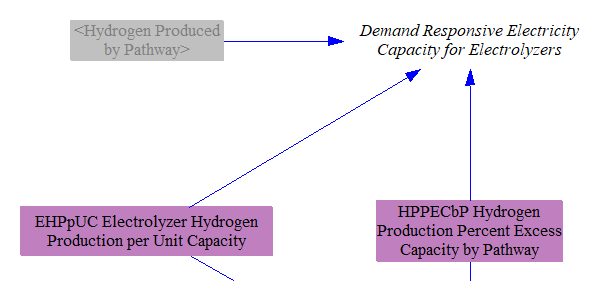 <Hydrogen Produced
by Pathway>
Demand Responsive Electricity
Capacity for Electrolyzers
EHPpUC Electrolyzer Hydrogen
Production per Unit Capacity
HPPECbP Hydrogen
Production Percent Excess
Capacity by Pathway